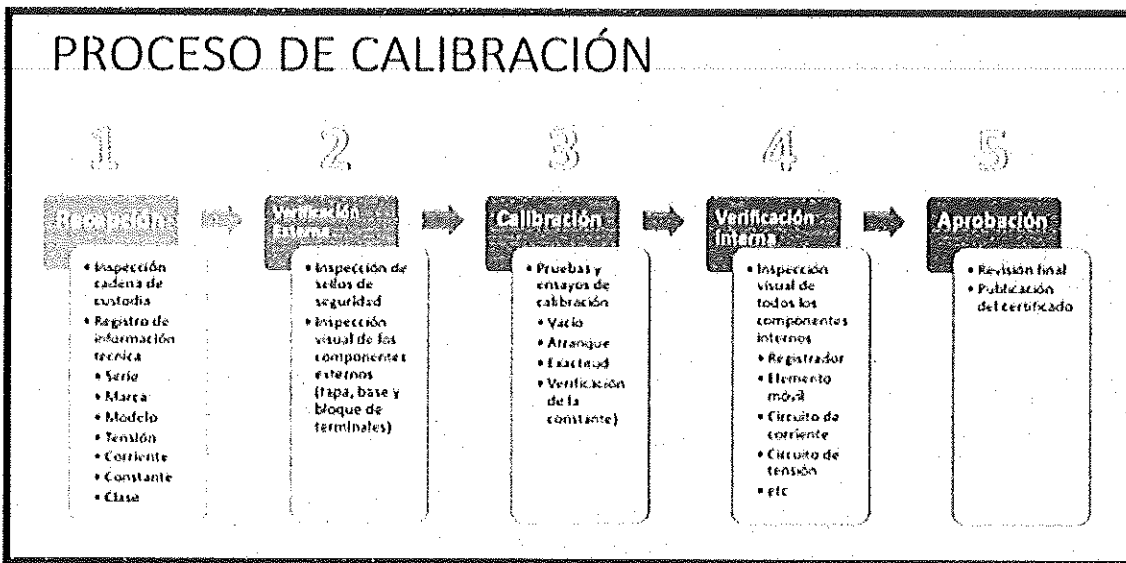 PROCESO DE CALIBRACIÓN
1
Recepción
• Inspección
cadena de
custodia
• Registro de
información
técnica
• Serie
• Marca
• Modelo
• Tensión
• Corriente
• Constante
• Clase
2
Verificación
Externa
• Inspección de
sellos de
seguridad
• Inspección
visual de los
componentes
externos
(tapa, base y
bloque de
terminales)
3
Calibración
• Pruebas y
ensayos de
calibración
• Vacío
• Arranque
• Exactitud
• Verificación
de la
constante)
4
Verificación
Interna
• Inspección
visual de
todos los
componentes
internos
• Registrador
• Elemento
móvil
• Circuito de
corriente
• Circuito de
tensión
• etc
5
Aprobación
• Revisión final
• Publicación
del certificado